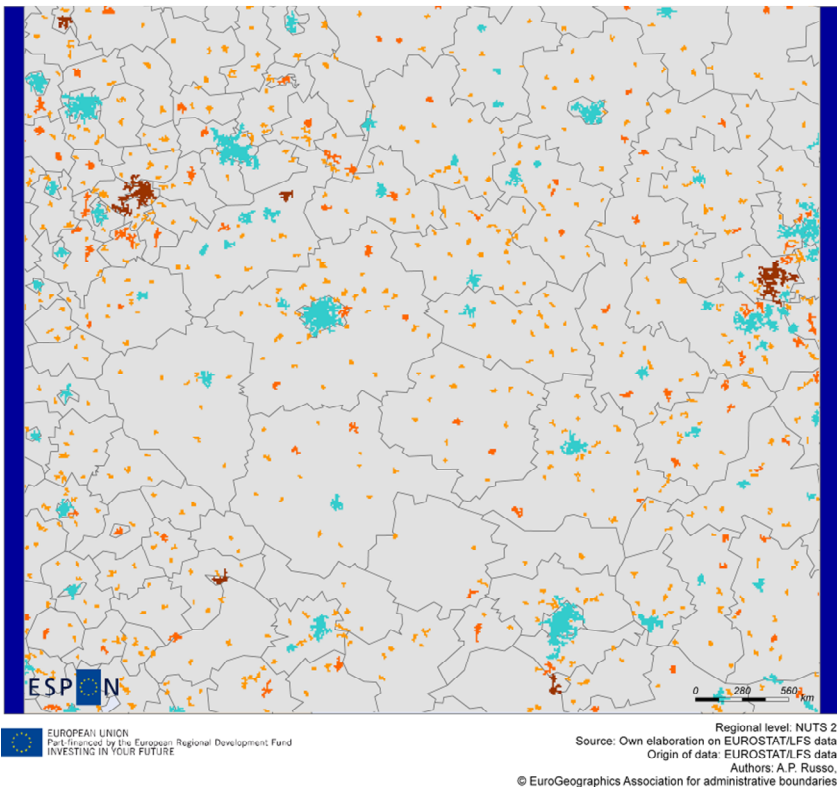 ESPON
0 280 560
km
EUROPEAN UNION
Part-financed by the European Regional Development Fund
INVESTING IN YOUR FUTURE
Regional level: NUTS 2
Source: Own elaboration on EUROSTAT/LFS data
Origin of data: EUROSTAT/LFS data
Authors: A.P. Russo,
© EuroGeographics Association for administrative boundaries